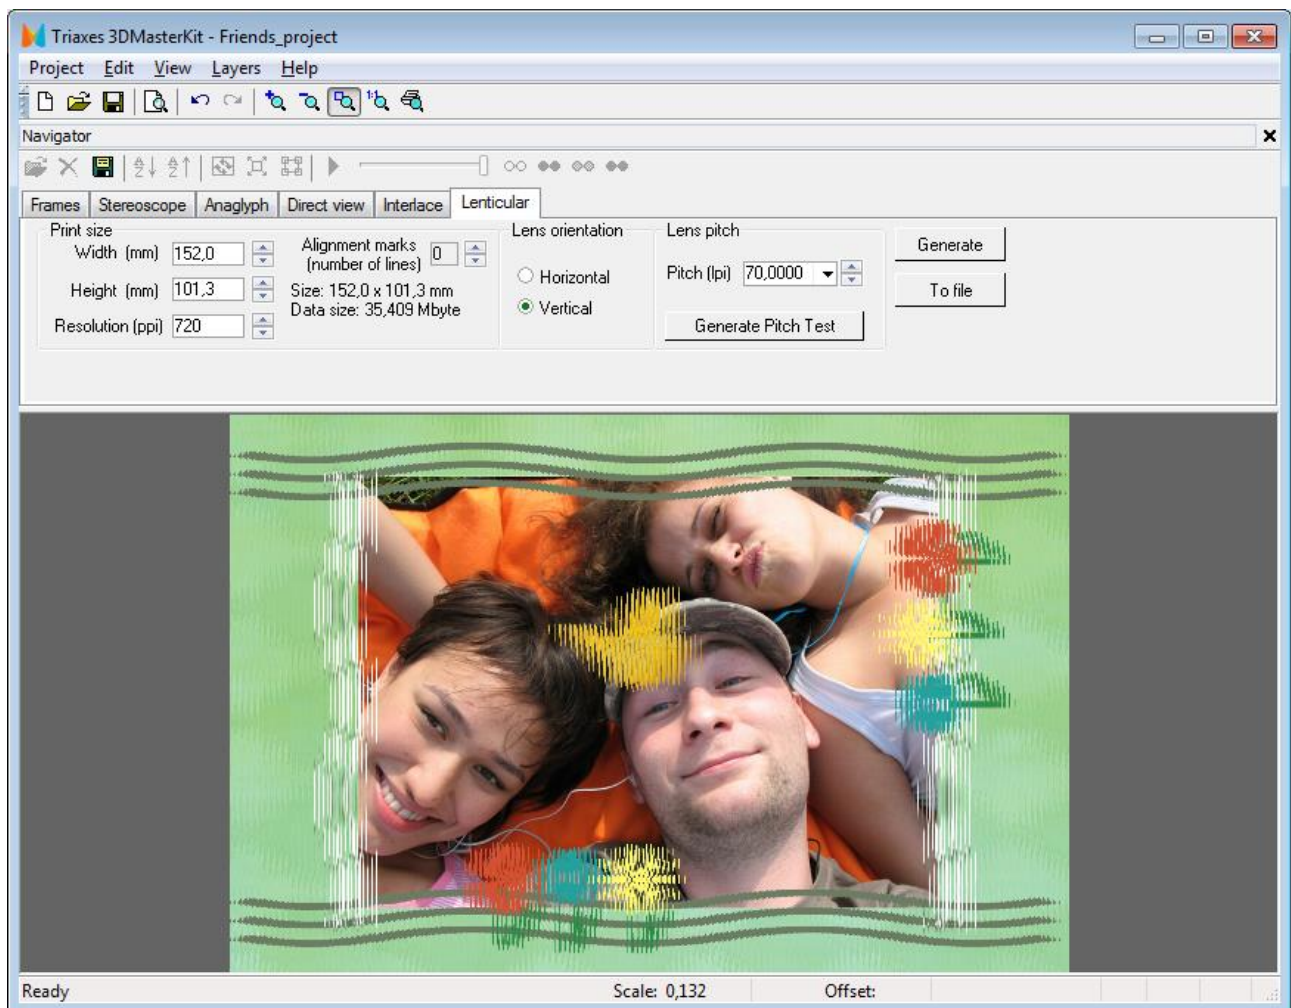 Triaxes 3DMasterKit - Friends_project
Project Edit View Layers Help
1:1
Navigator
Frames Stereoscope Anaglyph Direct view Interlace Lenticular
Print size
Width (mm) 152,0
Height (mm) 101,3
Resolution (ppi) 720
Alignment marks
(number of lines) 0
Size: 152,0 x 101,3 mm
Data size: 35,409 Mbyte
Lens orientation
Horizontal
Vertical
Lens pitch
Pitch (lpi) 70,0000
Generate Pitch Test
Generate
To file
Ready Scale: 0,132 Offset: